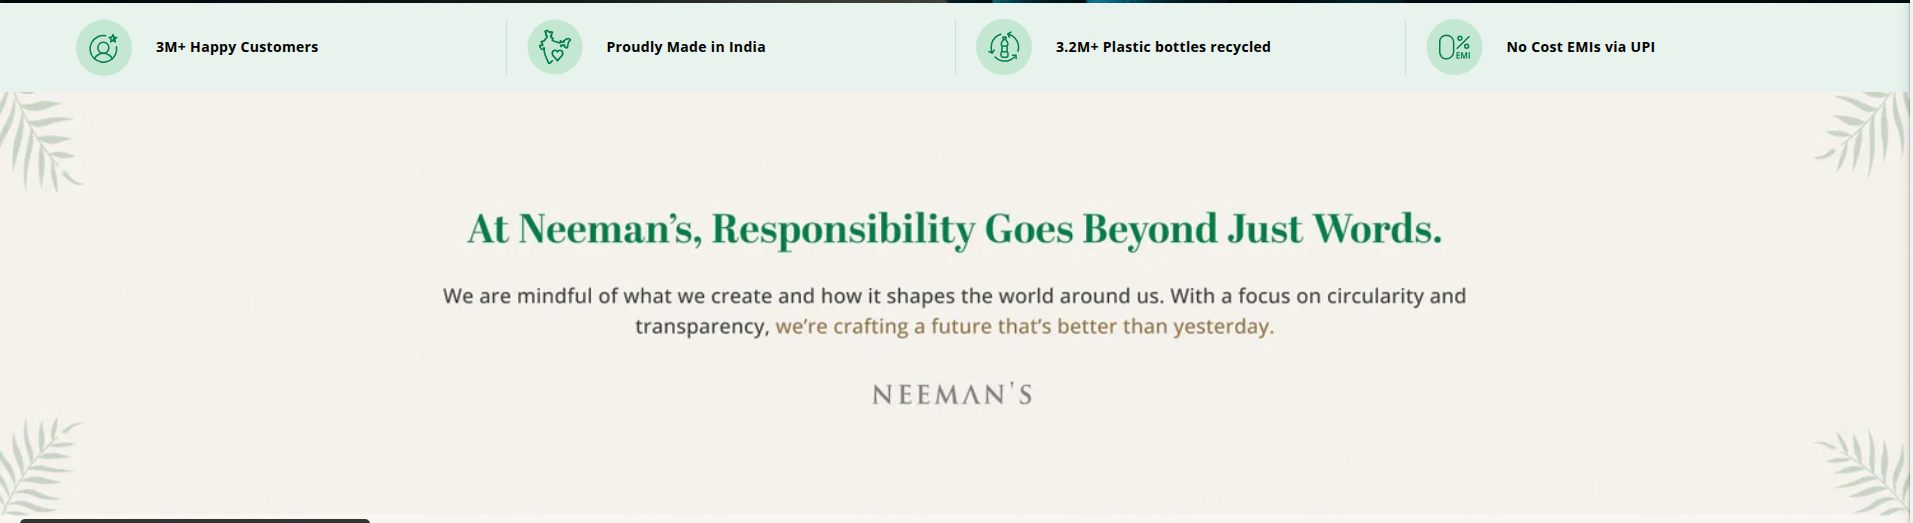 3M+ Happy Customers
Proudly Made in India
3.2M+ Plastic bottles recycled
0% EMI
No Cost EMIs via UPI
At Neeman’s, Responsibility Goes Beyond Just Words.
We are mindful of what we create and how it shapes the world around us. With a focus on circularity and
transparency, we’re crafting a future that’s better than yesterday.
NEEMAN'S